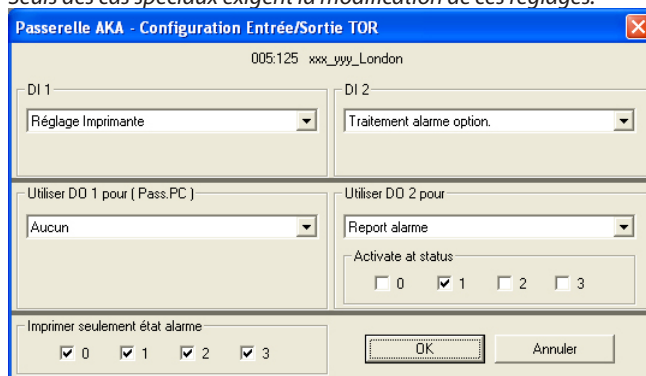 Seuls des cas spéciaux exigent la modification de ces réglages.
Passerelle AKA - Configuration Entrée/Sortie TOR
005:125 xxx_yyy_London
DI 1
DI 2
Réglage Imprimante
Traitement alarme option.
Utiliser DO 1 pour ( Pass.PC )
Utiliser DO 2 pour
Aucun
Report alarme
Activate at status
0 1 2 3
Imprimer seulement état alarme
0 1 2 3
OK Annuler